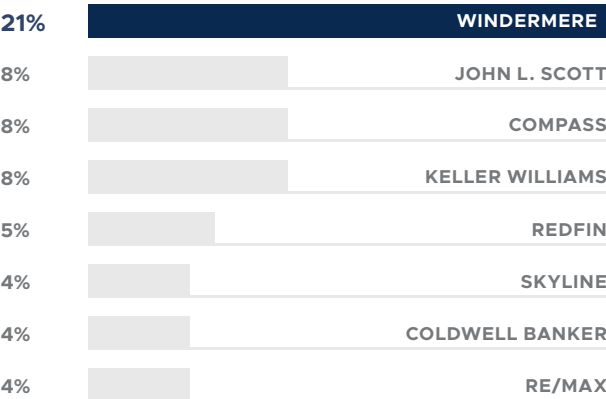 21% WINDERMERE
8% JOHN L. SCOTT
8% COMPASS
8% KELLER WILLIAMS
5% REDFIN
4% SKYLINE
4% COLDWELL BANKER
4% RE/MAX